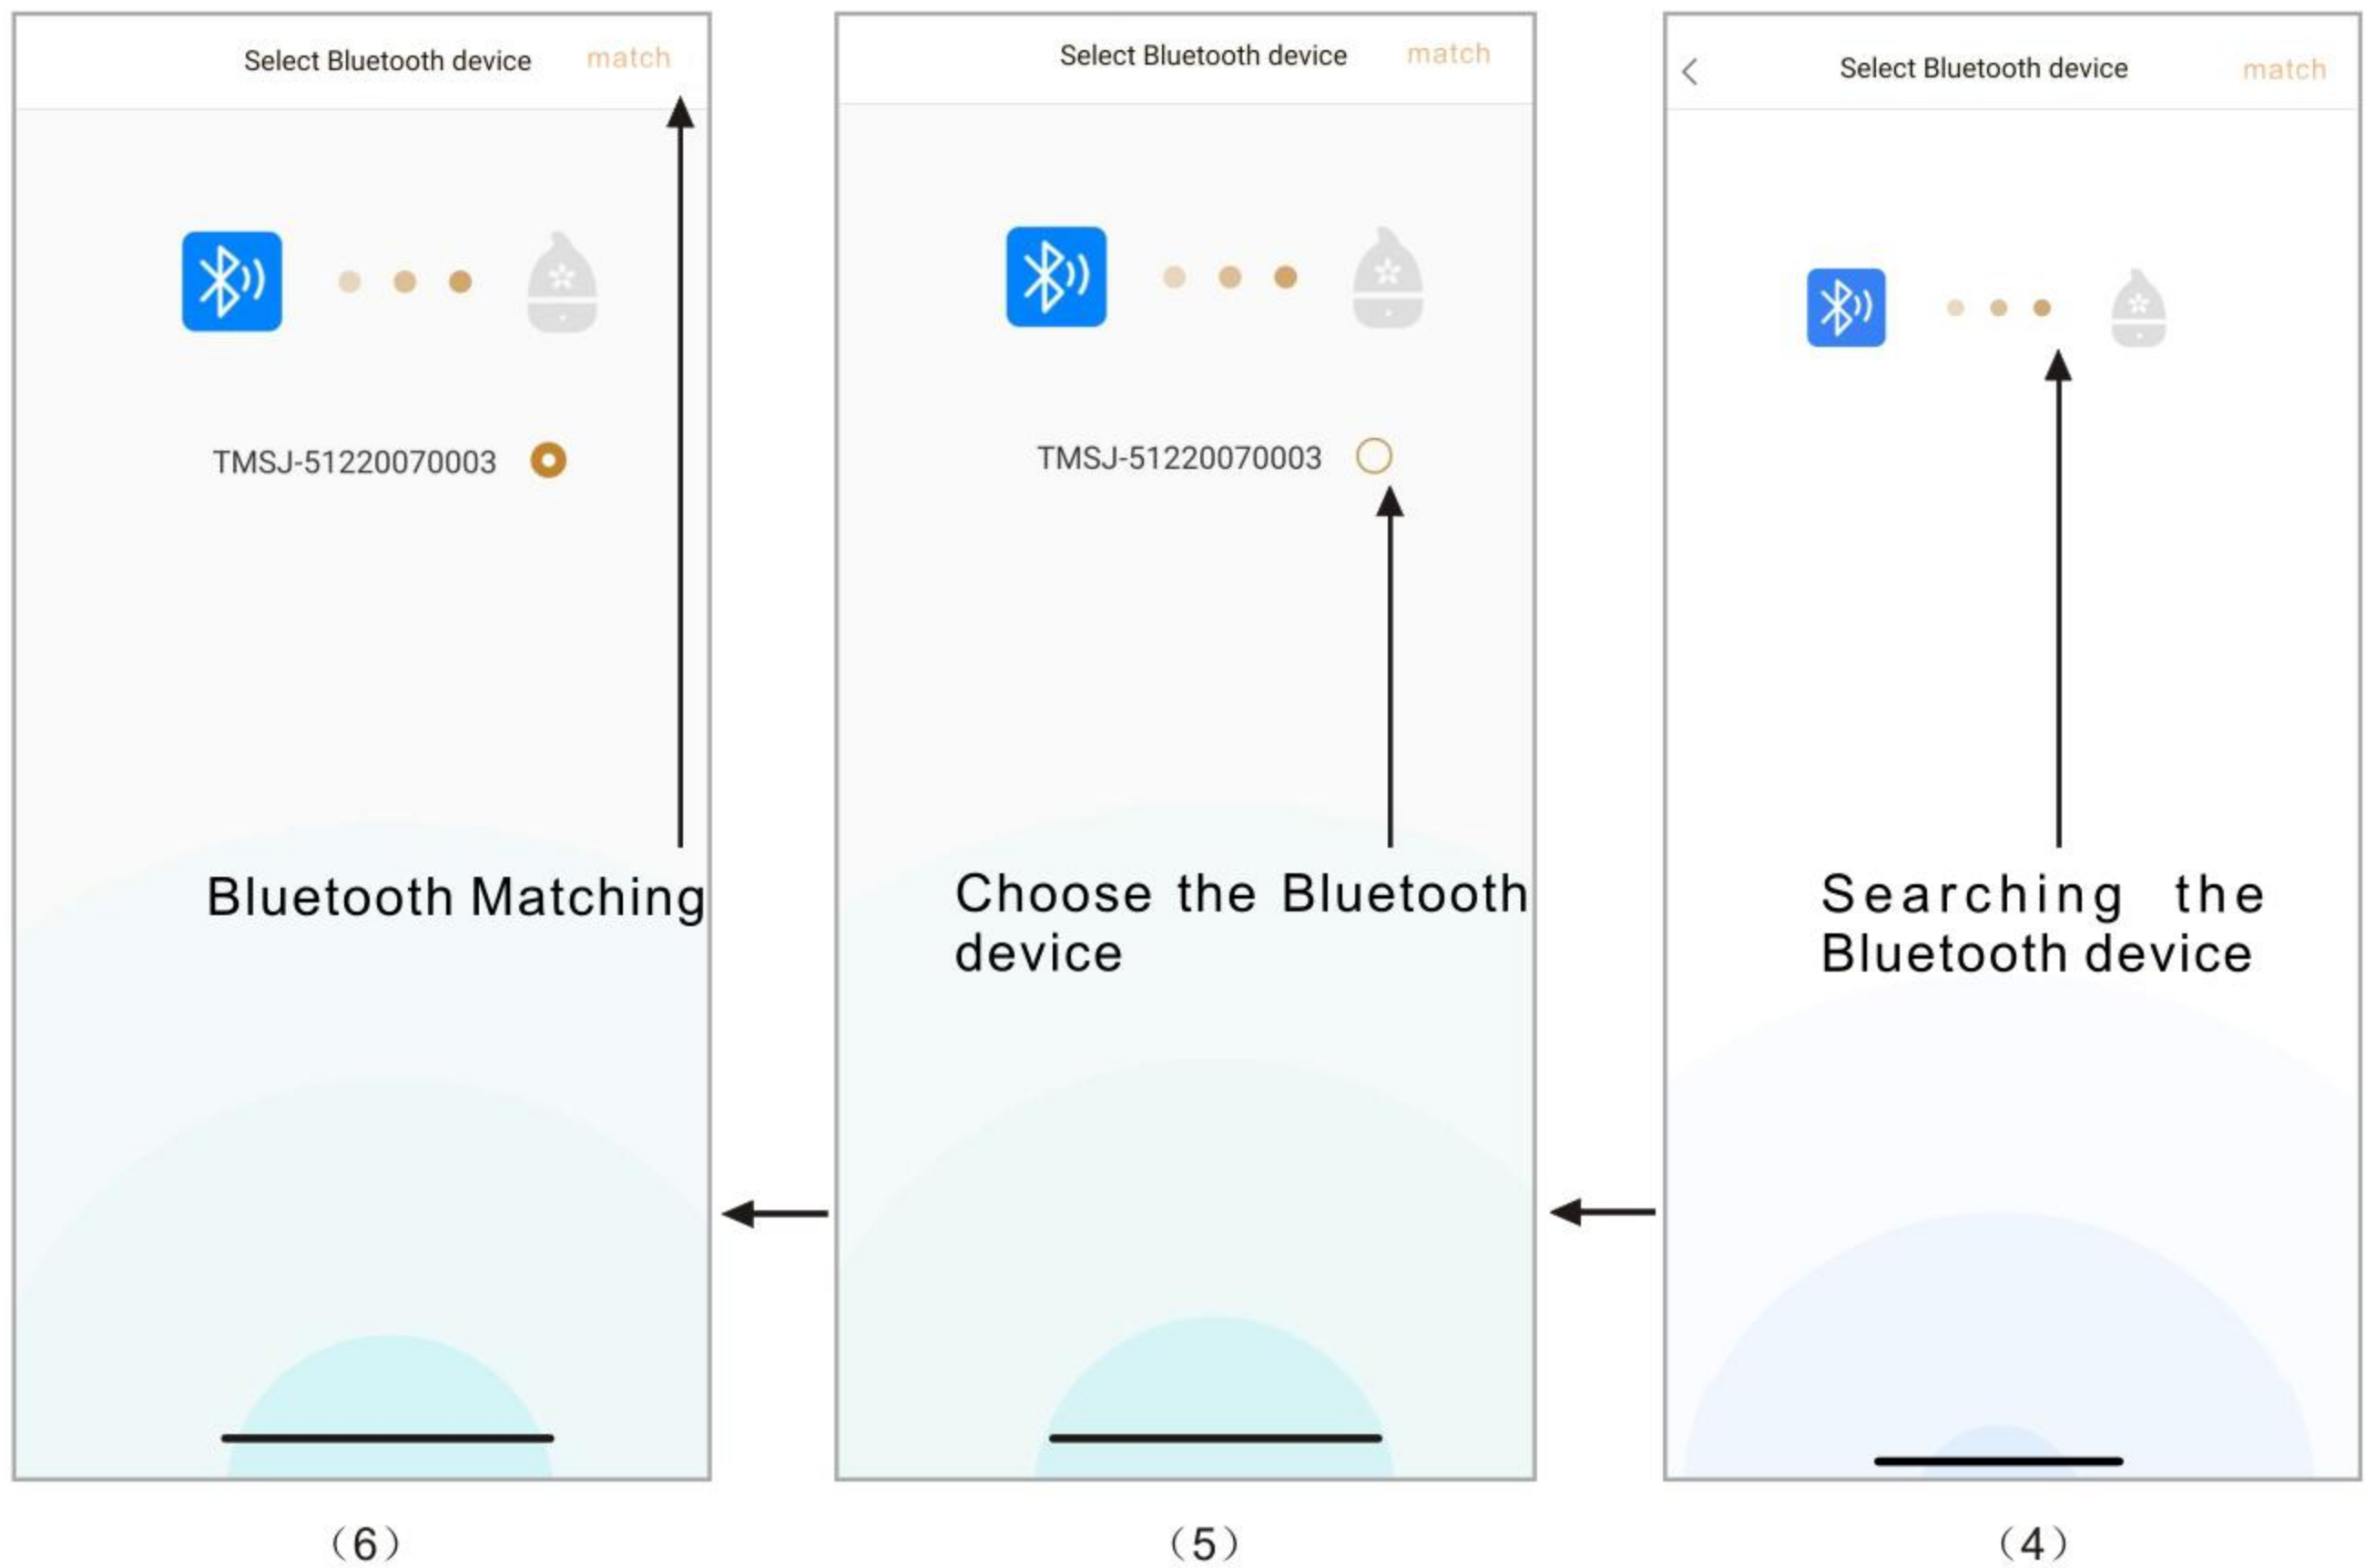 Select Bluetooth device match
TMSJ-51220070003
Bluetooth Matching
(6)
Select Bluetooth device match
TMSJ-51220070003
Choose the Bluetooth
device
(5)
Select Bluetooth device match
Searching the
Bluetooth device
(4)